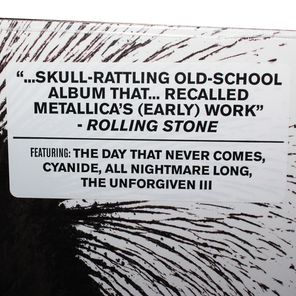 “...SKULL-RATTLING OLD-SCHOOL
ALBUM THAT... RECALLED
METALLICA’S (EARLY) WORK”
- ROLLING STONE
FEATURING: THE DAY THAT NEVER COMES,
CYANIDE, ALL NIGHTMARE LONG,
THE UNFORGIVEN III